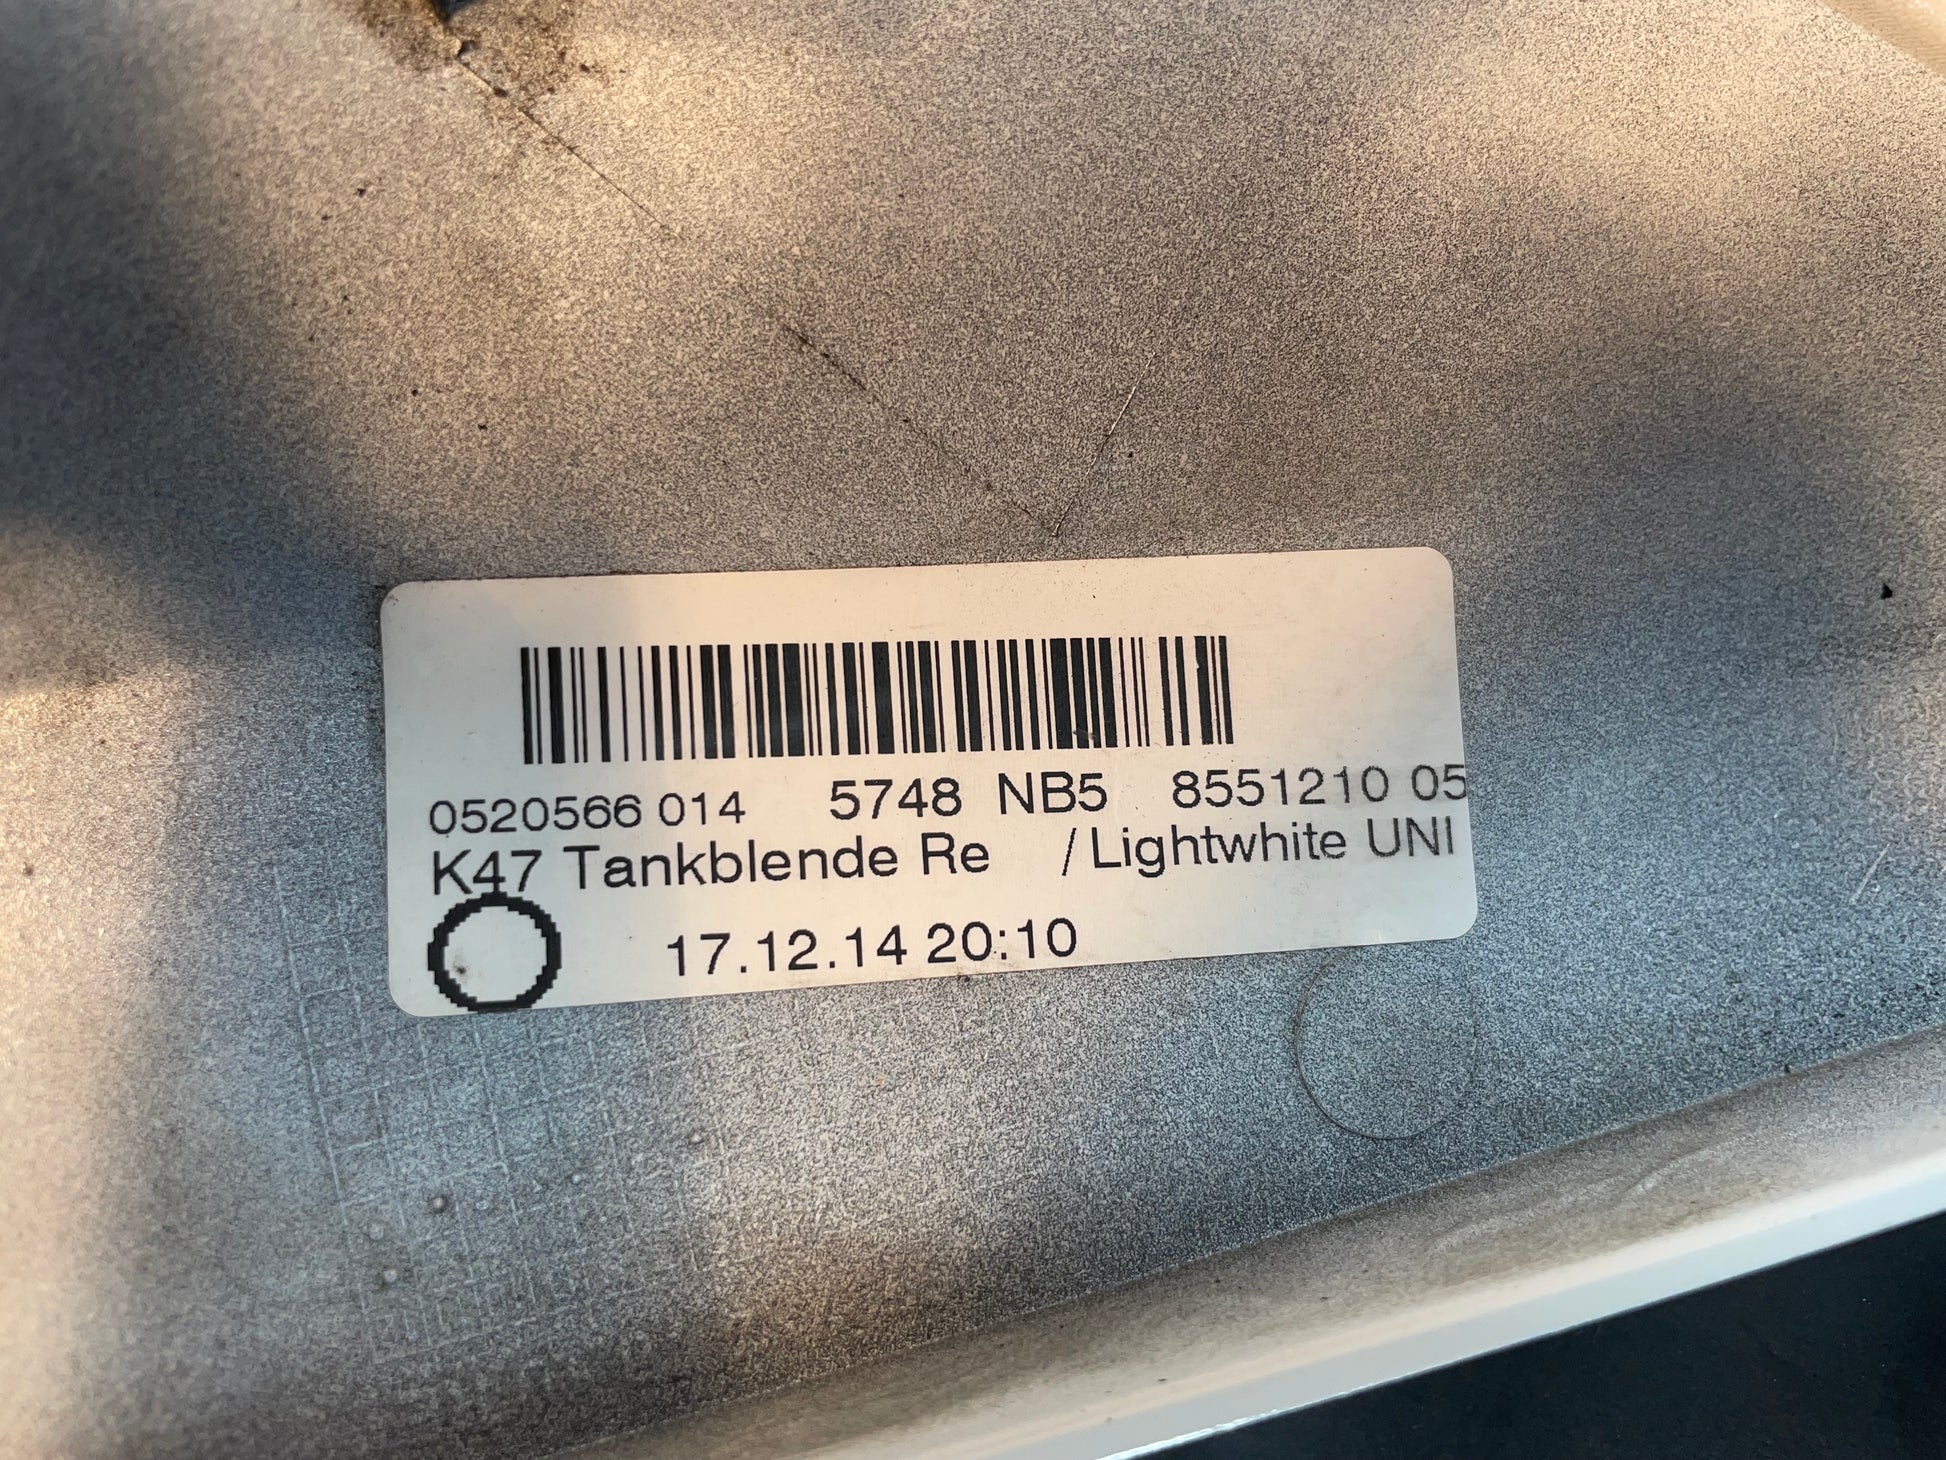 0520566 014 5748 NB5 8551210 05
K47 Tankblende Re / Lightwhite UNI
17.12.14 20:10